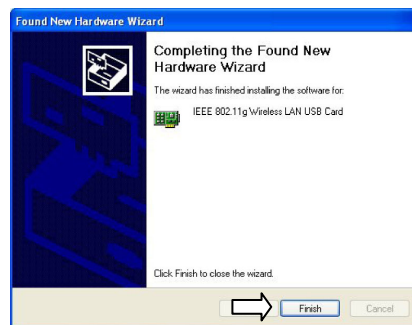 Found New Hardware Wizard
Completing the Found New
Hardware Wizard
The wizard has finished installing the software for:
IEEE 802.11g Wireless LAN USB Card
Click Finish to close the wizard.
Finish
Cancel